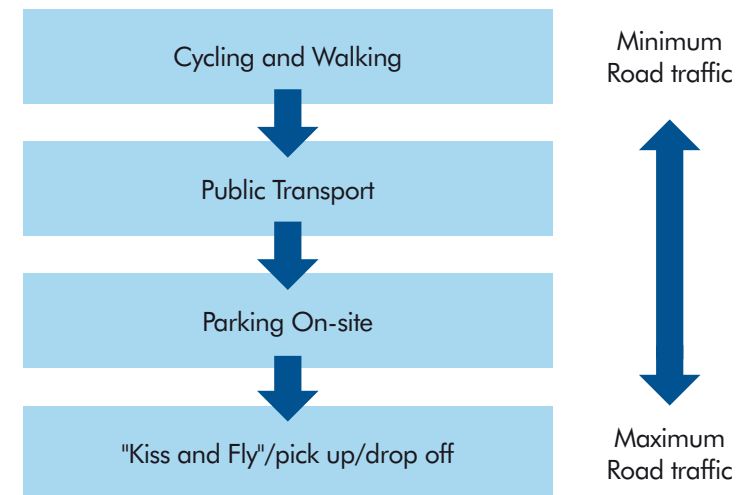 Cycling and Walking
Minimum
Road traffic
Public Transport
Parking On-site
"Kiss and Fly"/pick up/drop off
Maximum
Road traffic